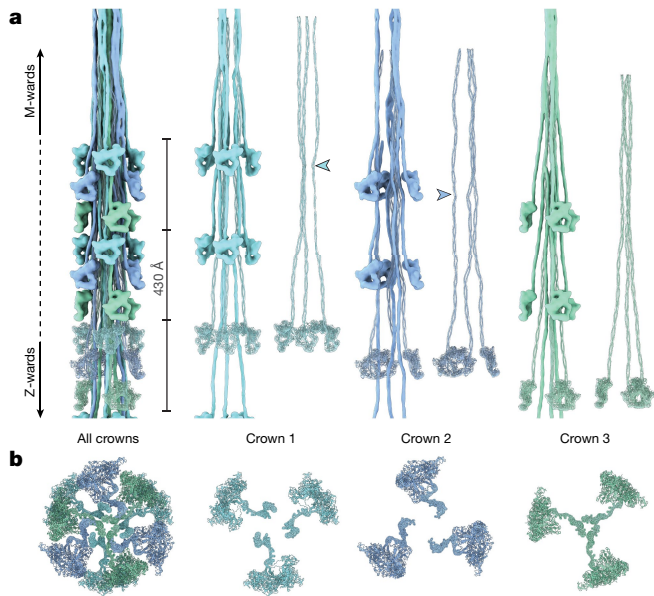 a
M-wards
430 Å
Z-wards
All crowns
Crown 1
Crown 2
Crown 3
b